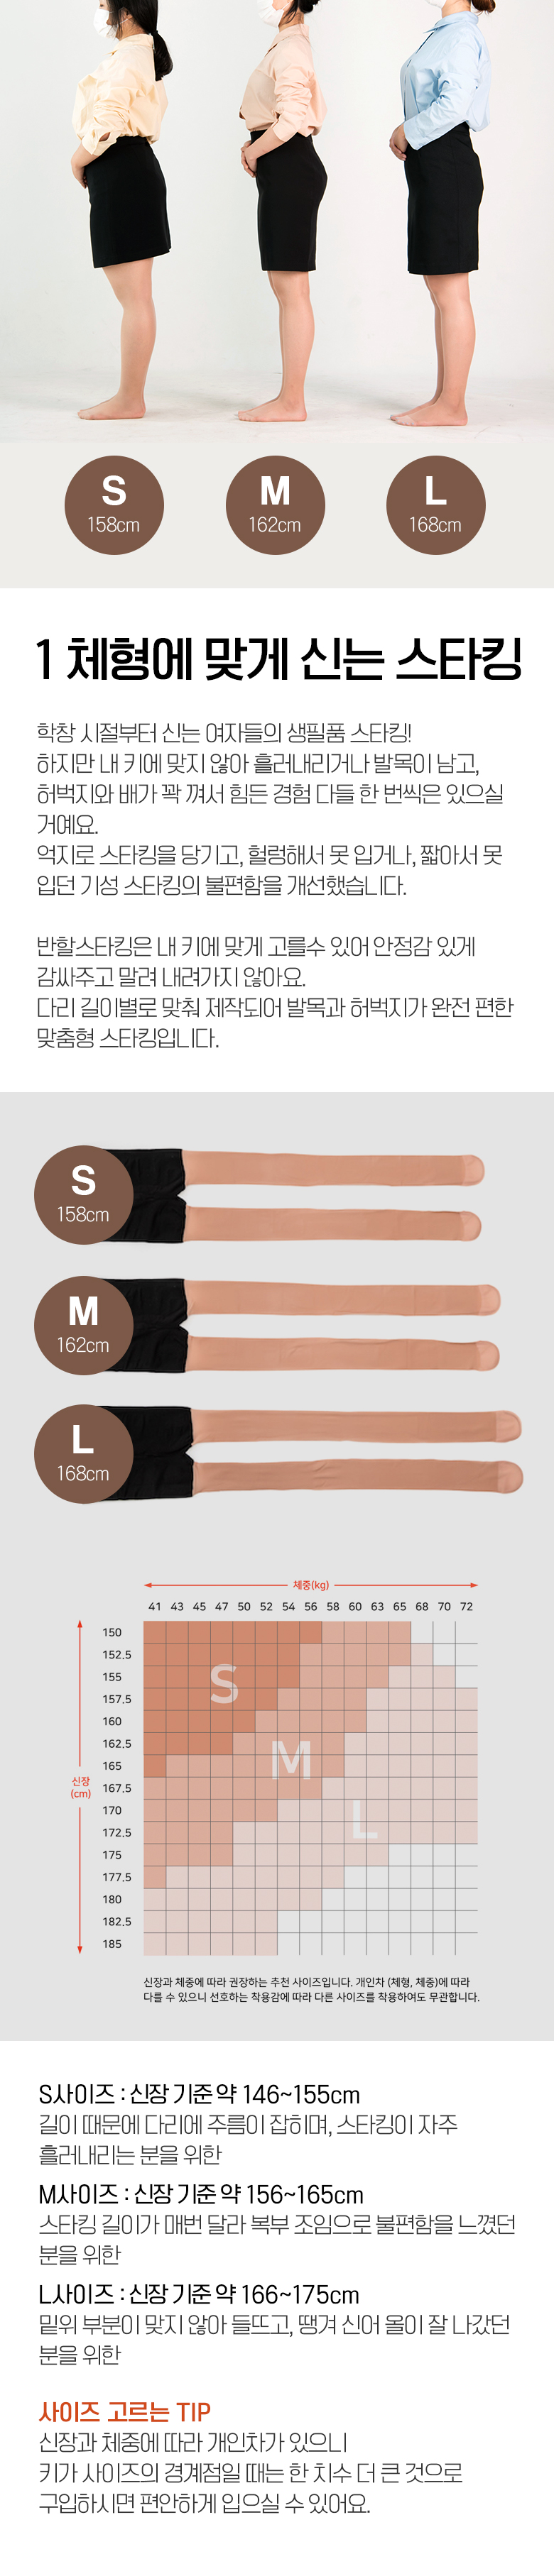 S
158cm
M
162cm
L
168cm
1 체형에 맞게 신는 스타킹
학창 시절부터 신는 여자들의 생필품 스타킹!
하지만 내 키에 맞지 않아 흘러내리거나 발목이 남고,
허벅지와 배가 꽉 껴서 힘든 경험 다들 한 번씩은 있으실
거예요.
억지로 스타킹을 당기고, 헐렁해서 못 입거나, 짧아서 못
입던 기성 스타킹의 불편함을 개선했습니다.
반할스타킹은 내 키에 맞게 고를수 있어 안정감 있게
감싸주고 말려 내려가지 않아요.
다리 길이별로 맞춰 제작되어 발목과 허벅지가 완전 편한
맞춤형 스타킹입니다.
S
158cm
M
162cm
L
168cm
체중(kg)
41 43 45 47 50 52 54 56 58 60 63 65 68 70 72
150
152.5
155
157.5
160
162.5
165
167.5
170
172.5
175
177.5
180
182.5
185
신장
(cm)
S
M
L
신장과 체중에 따라 권장하는 추천 사이즈입니다. 개인차 (체형, 체중)에 따라
다를 수 있으니 선호하는 착용감에 따라 다른 사이즈를 착용하여도 무관합니다.
S사이즈 : 신장 기준 약 146~155cm
길이 때문에 다리에 주름이 잡히며, 스타킹이 자주
흘러내리는 분을 위한
M사이즈 : 신장 기준 약 156~165cm
스타킹 길이가 매번 달라 복부 조임으로 불편함을 느꼈던
분을 위한
L사이즈 : 신장 기준 약 166~175cm
밑위 부분이 맞지 않아 들뜨고, 땡겨 신어 올이 잘 나갔던
분을 위한
사이즈 고르는 TIP
신장과 체중에 따라 개인차가 있으니
키가 사이즈의 경계점일 때는 한 치수 더 큰 것으로
구입하시면 편안하게 입으실 수 있어요.